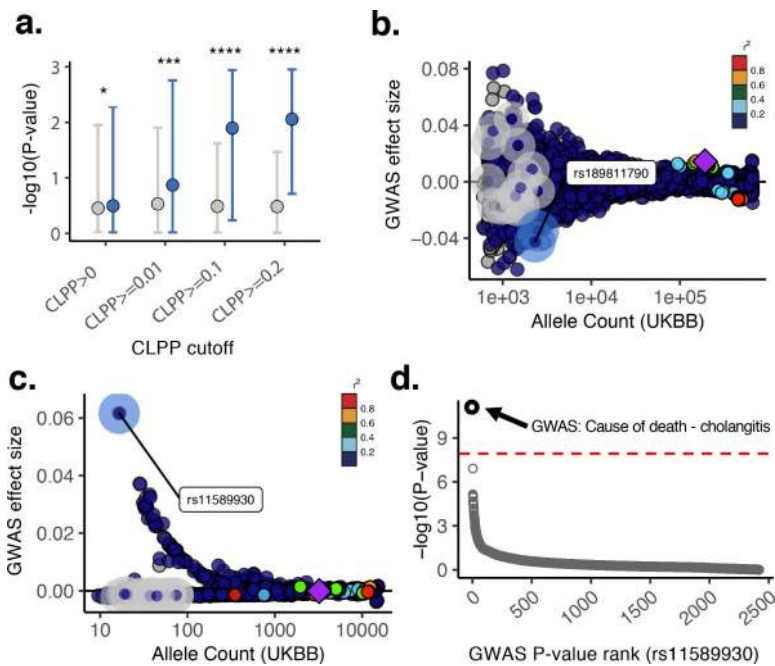 a.
* *** **** ****
3
2
1
0
-log10(P-value)
CLPP>0
CLPP>=0.01
CLPP>=0.1
CLPP>=0.2
CLPP cutoff
b.
r²
0.8
0.6
0.4
0.2
0.08
0.04
0.00
−0.04
GWAS effect size
rs189811790
1e+03 1e+04 1e+05
Allele Count (UKBB)
c.
r²
0.8
0.6
0.4
0.2
0.06
0.04
0.02
0.00
GWAS effect size
rs11589930
10 100 1000 10000
Allele Count (UKBB)
d.
GWAS: Cause of death - cholangitis
9
6
3
0
−log10(P−value)
0 500 1000 1500 2000 2500
GWAS P-value rank (rs11589930)